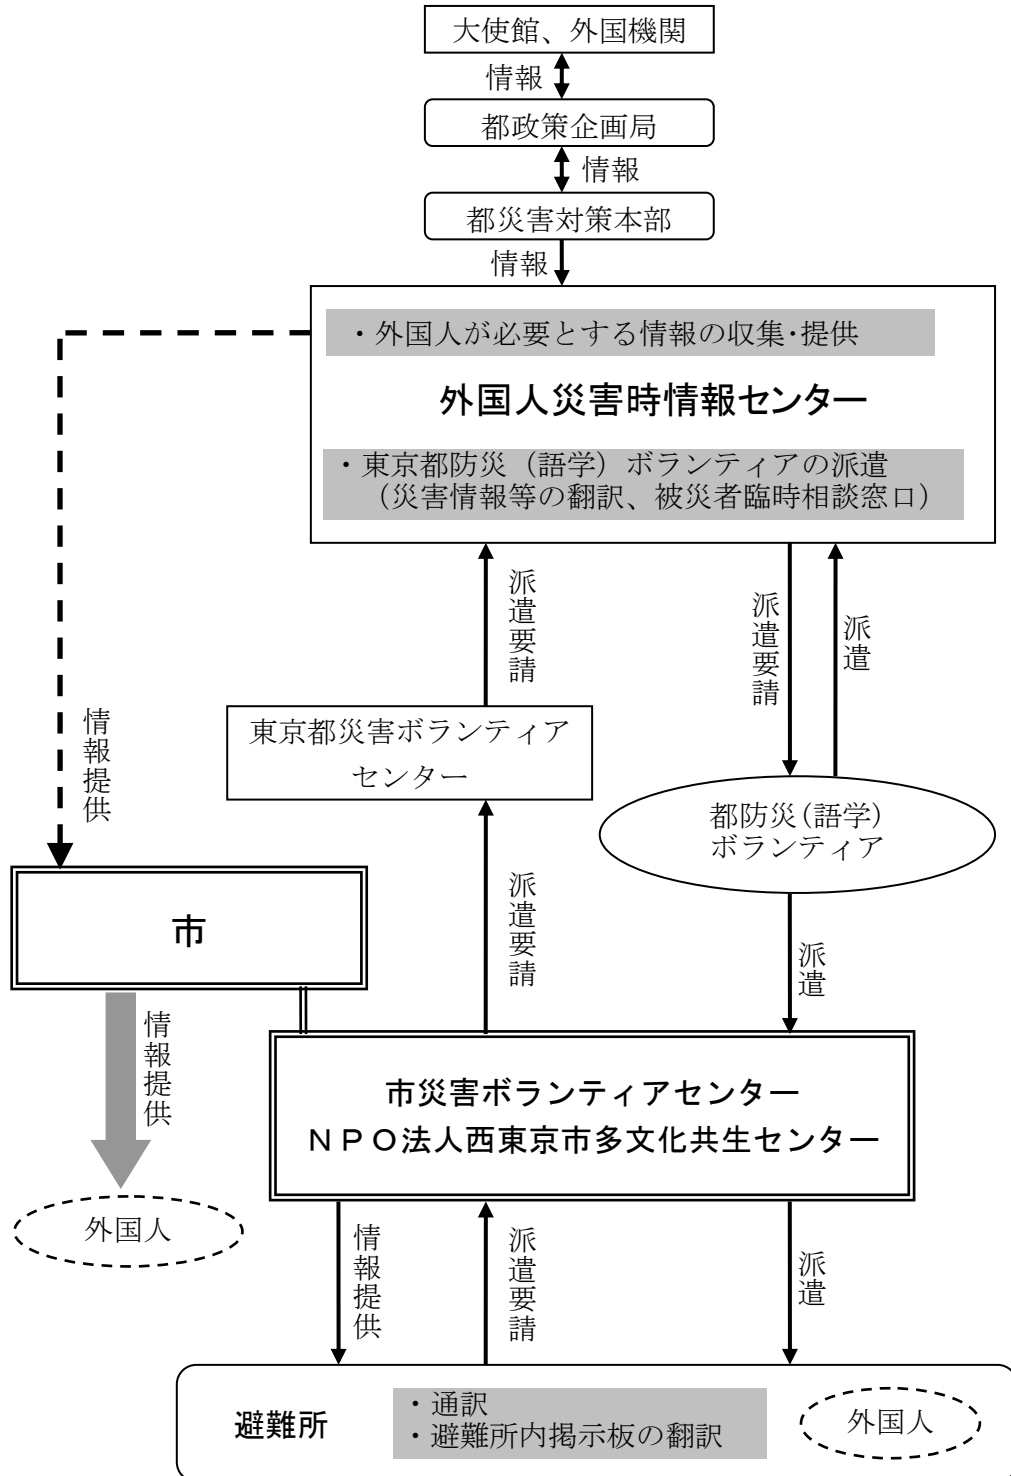 大使館、外国機関
情報
都政策企画局
情報
都災害対策本部
情報
・外国人が必要とする情報の収集・提供
外国人災害時情報センター
・東京都防災（語学）ボランティアの派遣
（災害情報等の翻訳、被災者臨時相談窓口）
派遣要請
派遣要請
派遣
情報提供
東京都災害ボランティア
センター
都防災（語学）
ボランティア
市
派遣要請
派遣
情報提供
市災害ボランティアセンター
ＮＰＯ法人西東京市多文化共生センター
外国人
情報提供
派遣要請
派遣
避難所
・通訳
・避難所内掲示板の翻訳
外国人